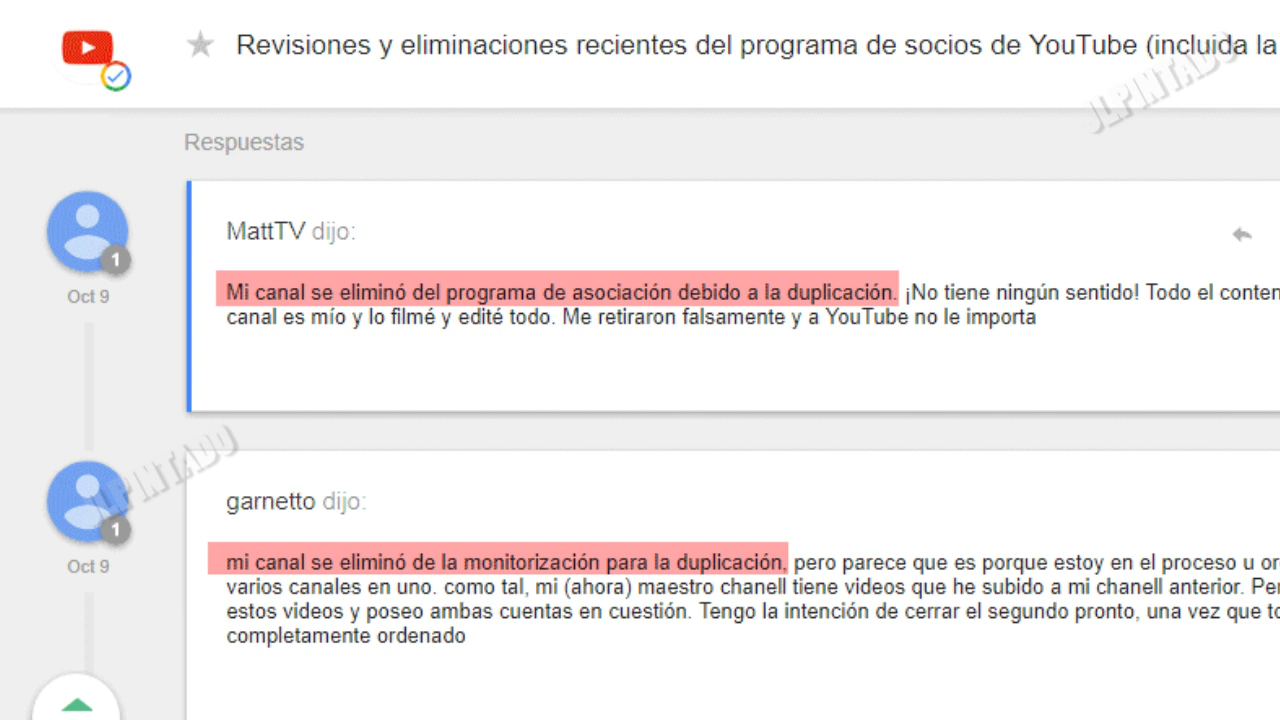 Revisiones y eliminaciones recientes del programa de socios de YouTube (incluida la
JLPINTADO
Respuestas
MattTV dijo:
1
Oct 9
Mi canal se eliminó del programa de asociación debido a la duplicación. ¡No tiene ningún sentido! Todo el
canal es mío y lo filmé y edité todo. Me retiraron falsamente y a YouTube no le importa
JLPINTADO
garnetto dijo:
1
Oct 9
mi canal se eliminó de la monitorización para la duplicación, pero parece que es porque estoy en el proceso u
varios canales en uno. como tal, mi (ahora) maestro chanell tiene videos que he subido a mi chanell anterior.
estos videos y poseo ambas cuentas en cuestión. Tengo la intención de cerrar el segundo pronto, una vez que
completamente ordenado